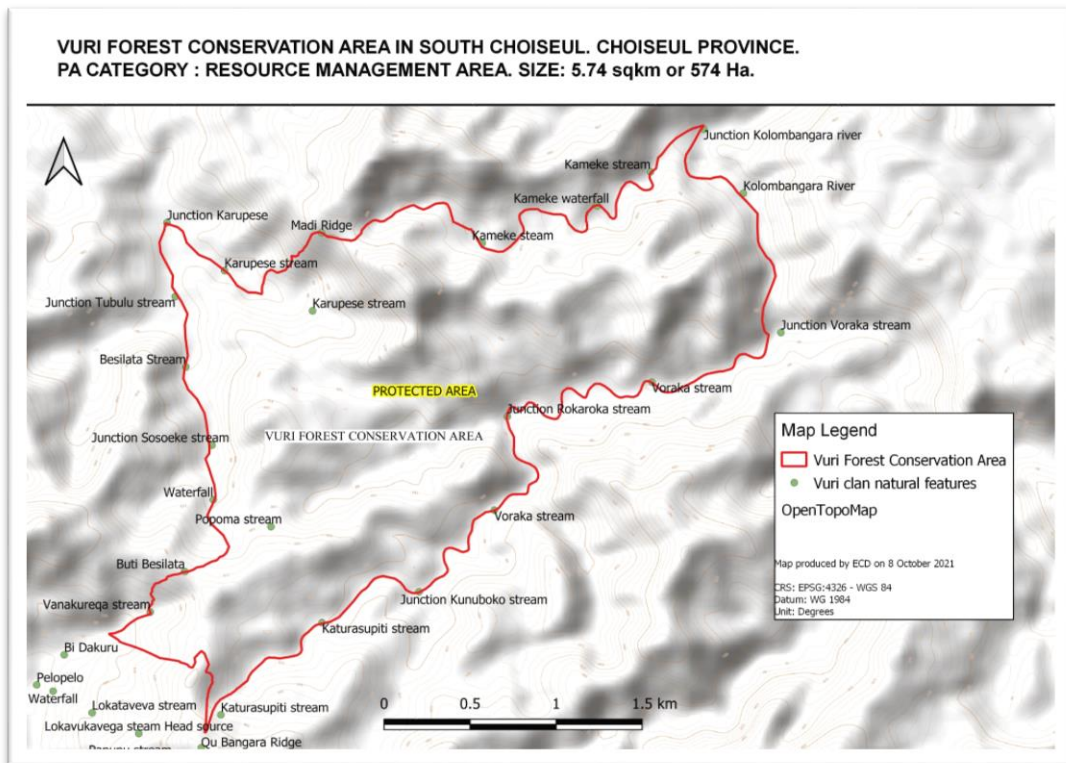 VURI FOREST CONSERVATION AREA IN SOUTH CHOISEUL. CHOISEUL PROVINCE.
PA CATEGORY : RESOURCE MANAGEMENT AREA. SIZE: 5.74 sqkm or 574 Ha.
Junction Kolombangara river
Kameke stream
Kolombangara River
Kameke waterfall
Junction Karupese
Madi Ridge
Kameke steam
Karupese stream
Junction Tubulu stream
Karupese stream
Junction Voraka stream
Besilata Stream
Voraka stream
PROTECTED AREA
Junction Rokaroka stream
VURI FOREST CONSERVATION AREA
Junction Sosoeke stream
Map Legend
Vuri Forest Conservation Area
Vuri clan natural features
OpenTopoMap
Map produced by ECD on 8 October 2021
CRS: EPSG:4326 - WGS 84
Datum: WG 1984
Unit: Degrees
Waterfall
Popoma stream
Voraka stream
Buti Besilata
Junction Kunuboko stream
Vanakureqa stream
Katurasupiti stream
Bi Dakuru
Pelopelo
Waterfall
Lokataveva stream
Katurasupiti stream
0 0.5 1 1.5 km
Lokavukavega steam Head source
Qu Bangara Ridge